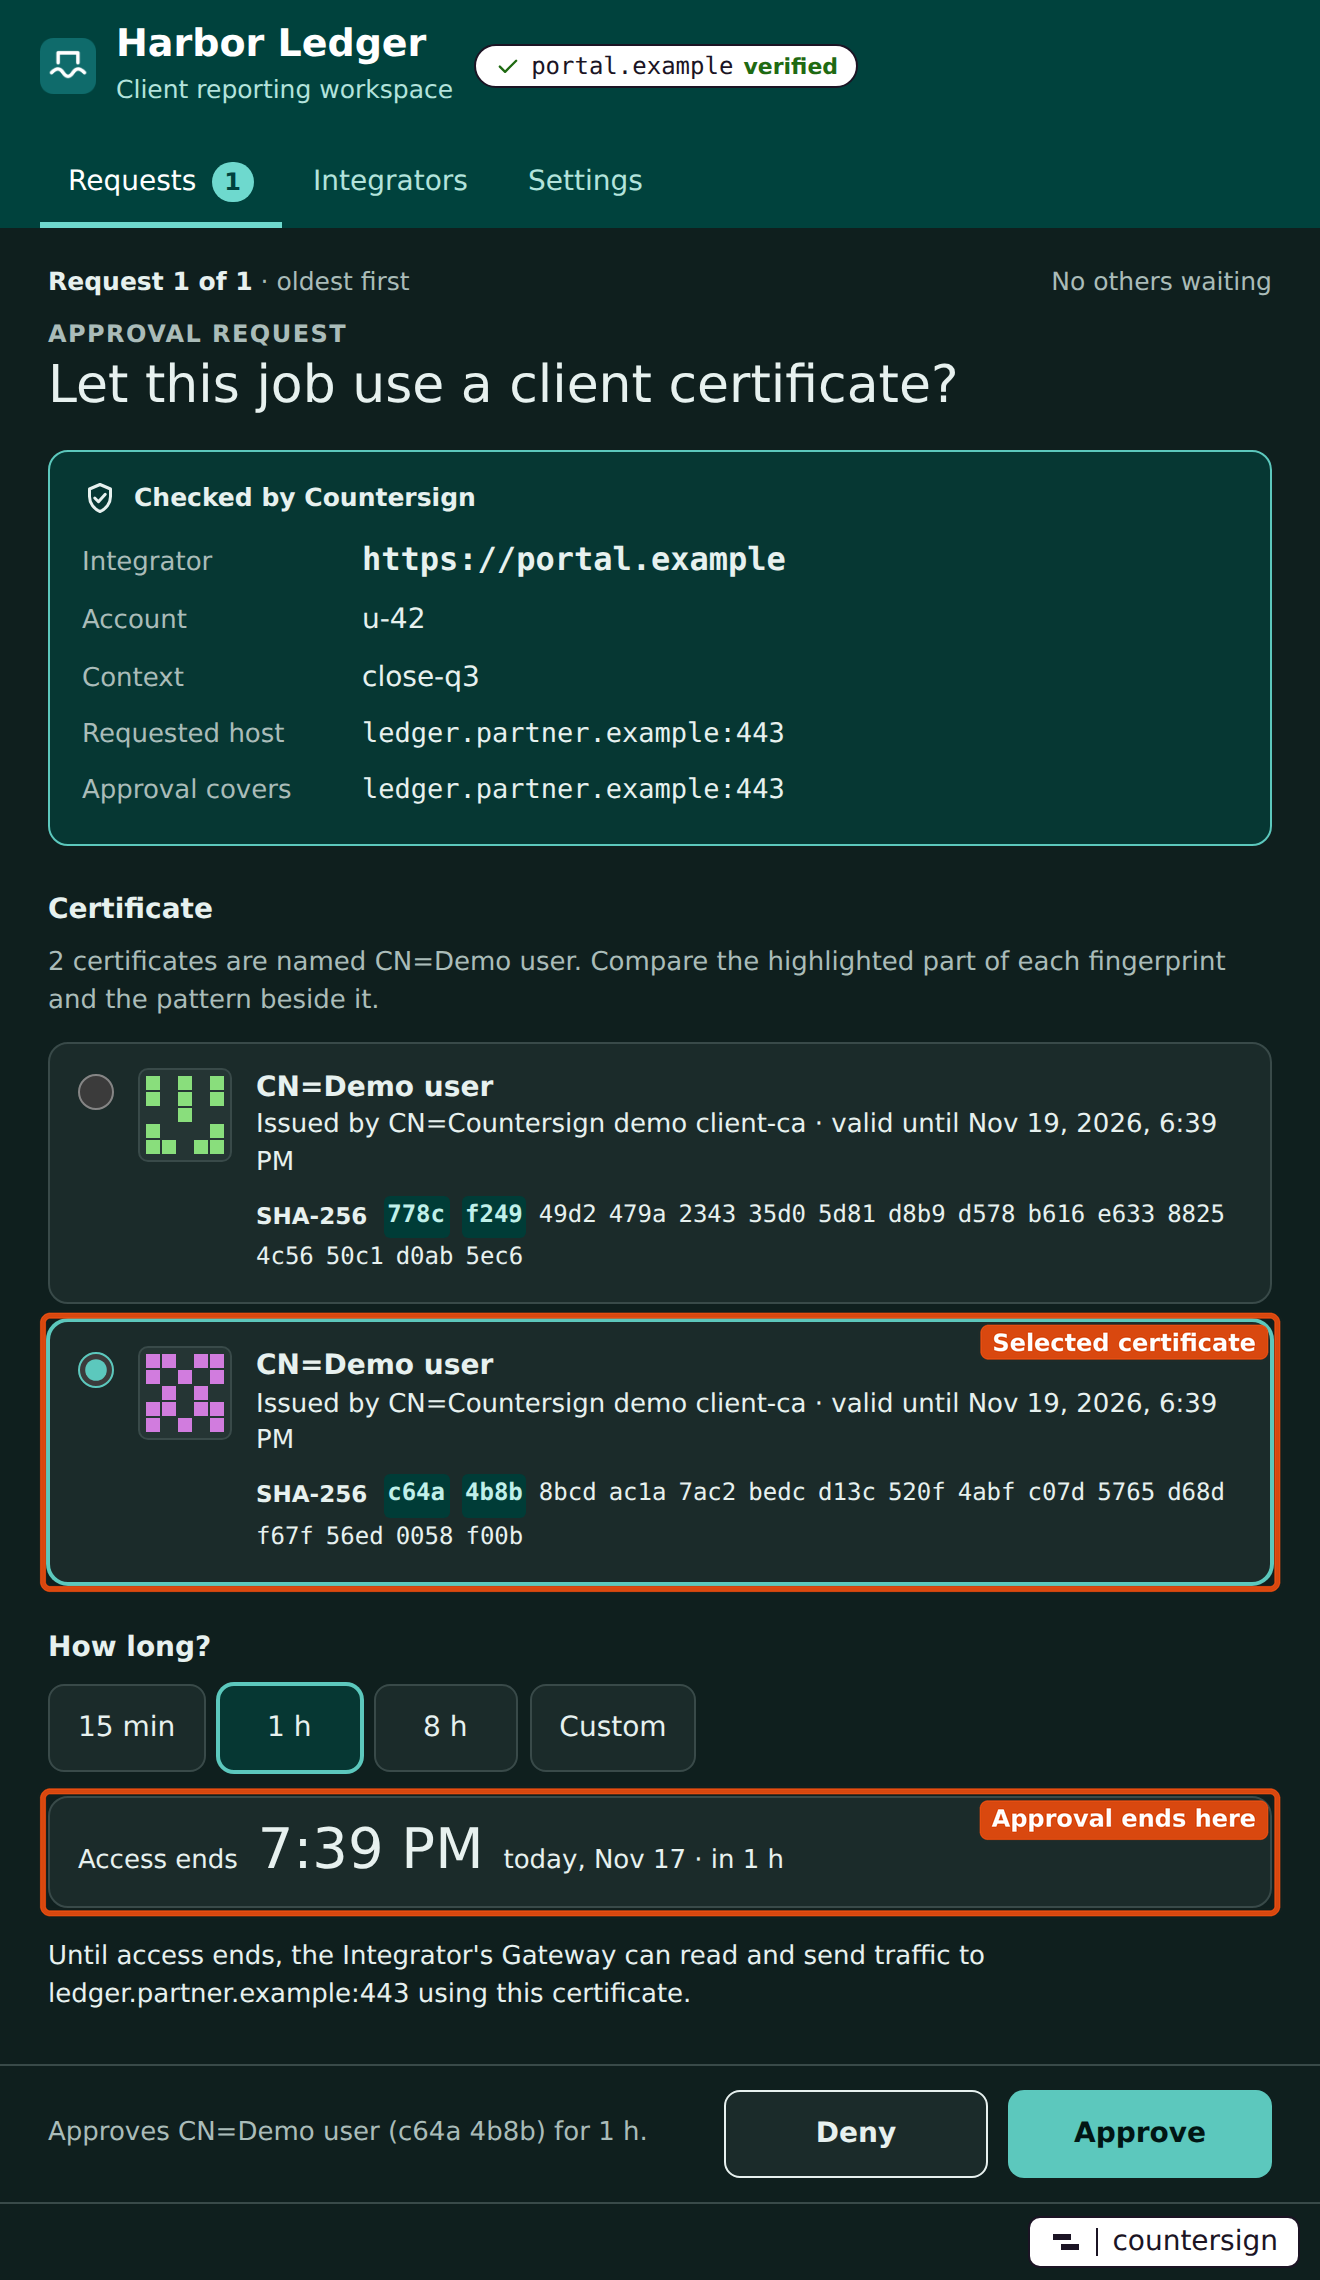 Harbor Ledger
Client reporting workspace
portal.example verified
Requests 1 Integrators Settings
Request 1 of 1 · oldest first No others waiting
APPROVAL REQUEST
Let this job use a client certificate?
Checked by Countersign
Integrator https://portal.example
Account u-42
Context close-q3
Requested host ledger.partner.example:443
Approval covers ledger.partner.example:443
Certificate
2 certificates are named CN=Demo user. Compare the highlighted part of each fingerprint
and the pattern beside it.
CN=Demo user
Issued by CN=Countersign demo client-ca · valid until Nov 19, 2026, 6:39
PM
SHA-256 778c f249 49d2 479a 2343 35d0 5d81 d8b9 d578 b616 e633 8825
4c56 50c1 d0ab 5ec6
Selected certificate
CN=Demo user
Issued by CN=Countersign demo client-ca · valid until Nov 19, 2026, 6:39
PM
SHA-256 c64a 4b8b 8bcd ac1a 7ac2 bedc d13c 520f 4abf c07d 5765 d68d
f67f 56ed 0058 f00b
How long?
15 min 1 h 8 h Custom
Approval ends here
Access ends 7:39 PM today, Nov 17 · in 1 h
Until access ends, the Integrator's Gateway can read and send traffic to
ledger.partner.example:443 using this certificate.
Approves CN=Demo user (c64a 4b8b) for 1 h. Deny Approve
countersign